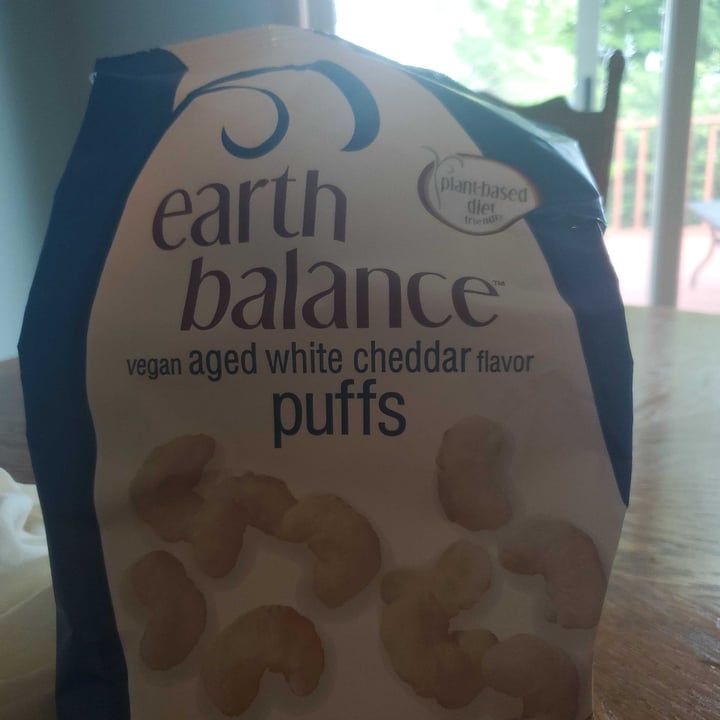 earth
balance™
plant-based
diet
friendly
vegan aged white cheddar flavor
puffs